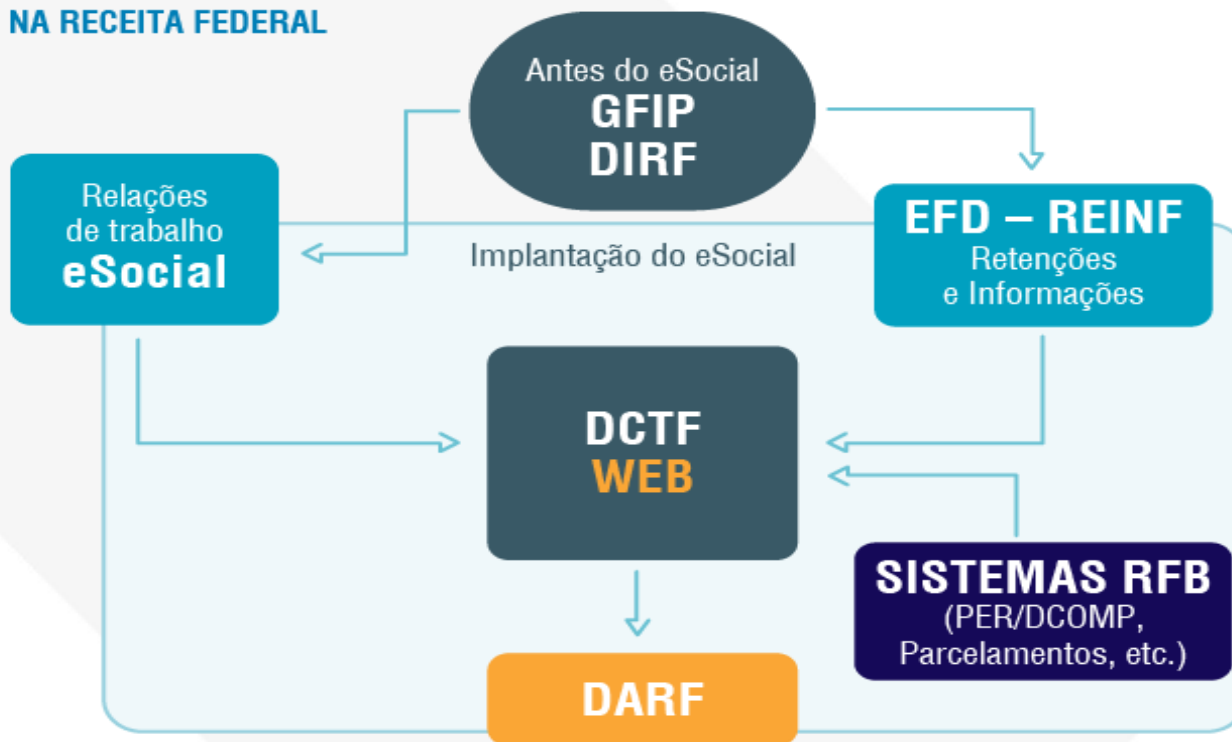 NA RECEITA FEDERAL
Antes do eSocial
GFIP
DIRF
Relações
de trabalho
eSocial
Implantação do eSocial
EFD – REINF
Retenções
e Informações
DCTF
WEB
SISTEMAS RFB
(PER/DCOMP,
Parcelamentos, etc.)
DARF